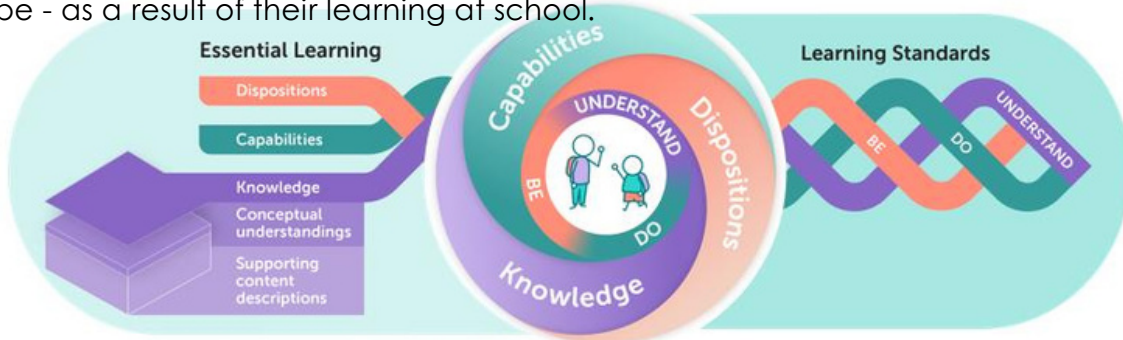 be - as a result of their learning at school.
Essential Learning
Dispositions
Capabilities
Knowledge
Conceptual
understandings
Supporting
content
descriptions
Capabilities
Dispositions
Knowledge
UNDERSTAND
BE
DO
Learning Standards
BE
DO
UNDERSTAND